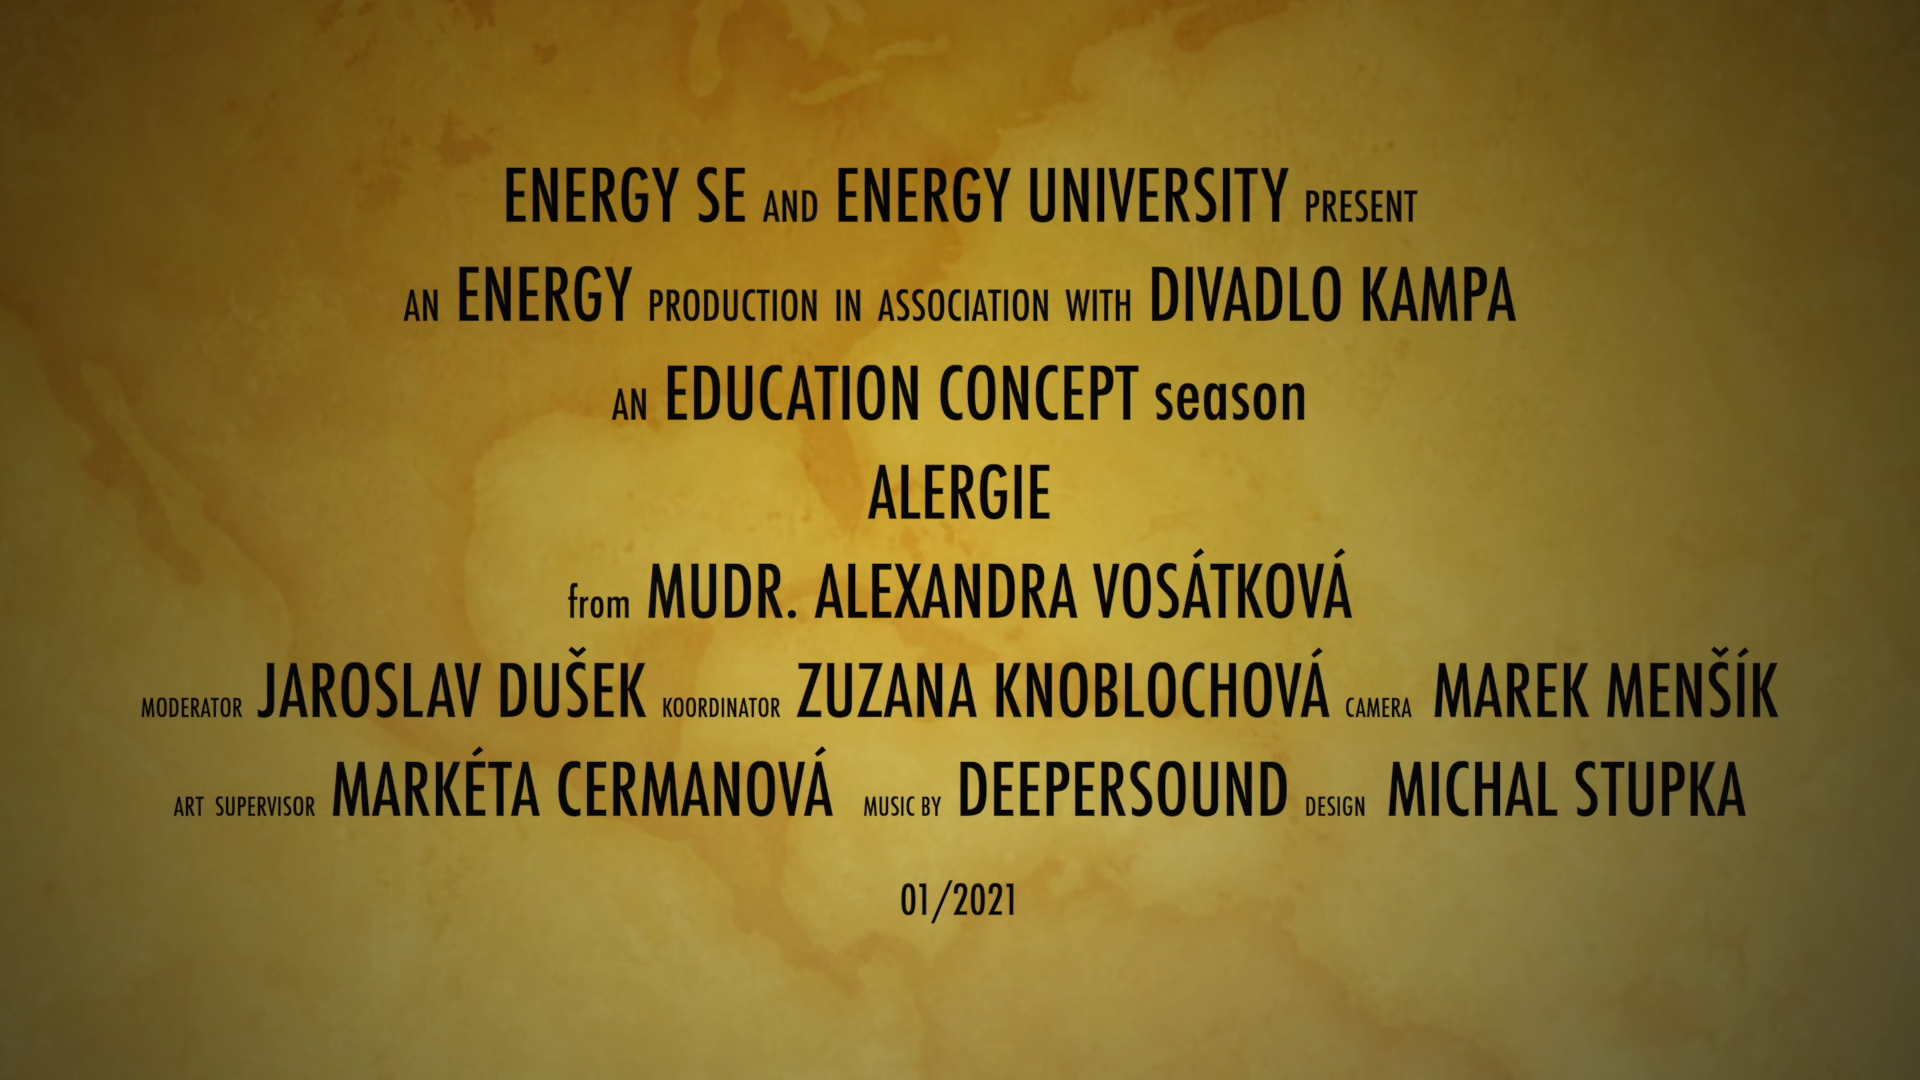 ENERGY SE AND ENERGY UNIVERSITY PRESENT
AN ENERGY PRODUCTION IN ASSOCIATION WITH DIVADLO KAMPA
AN EDUCATION CONCEPT season
ALERGIE
from MUDR. ALEXANDRA VOSÁTKOVÁ
MODERATOR JAROSLAV DUŠEK KOORDINATOR ZUZANA KNOBLOCHOVÁ CAMERA MAREK MENŠÍK
ART SUPERVISOR MARKÉTA CERMANOVÁ MUSIC BY DEEPERSOUND DESIGN MICHAL STUPKA
01/2021